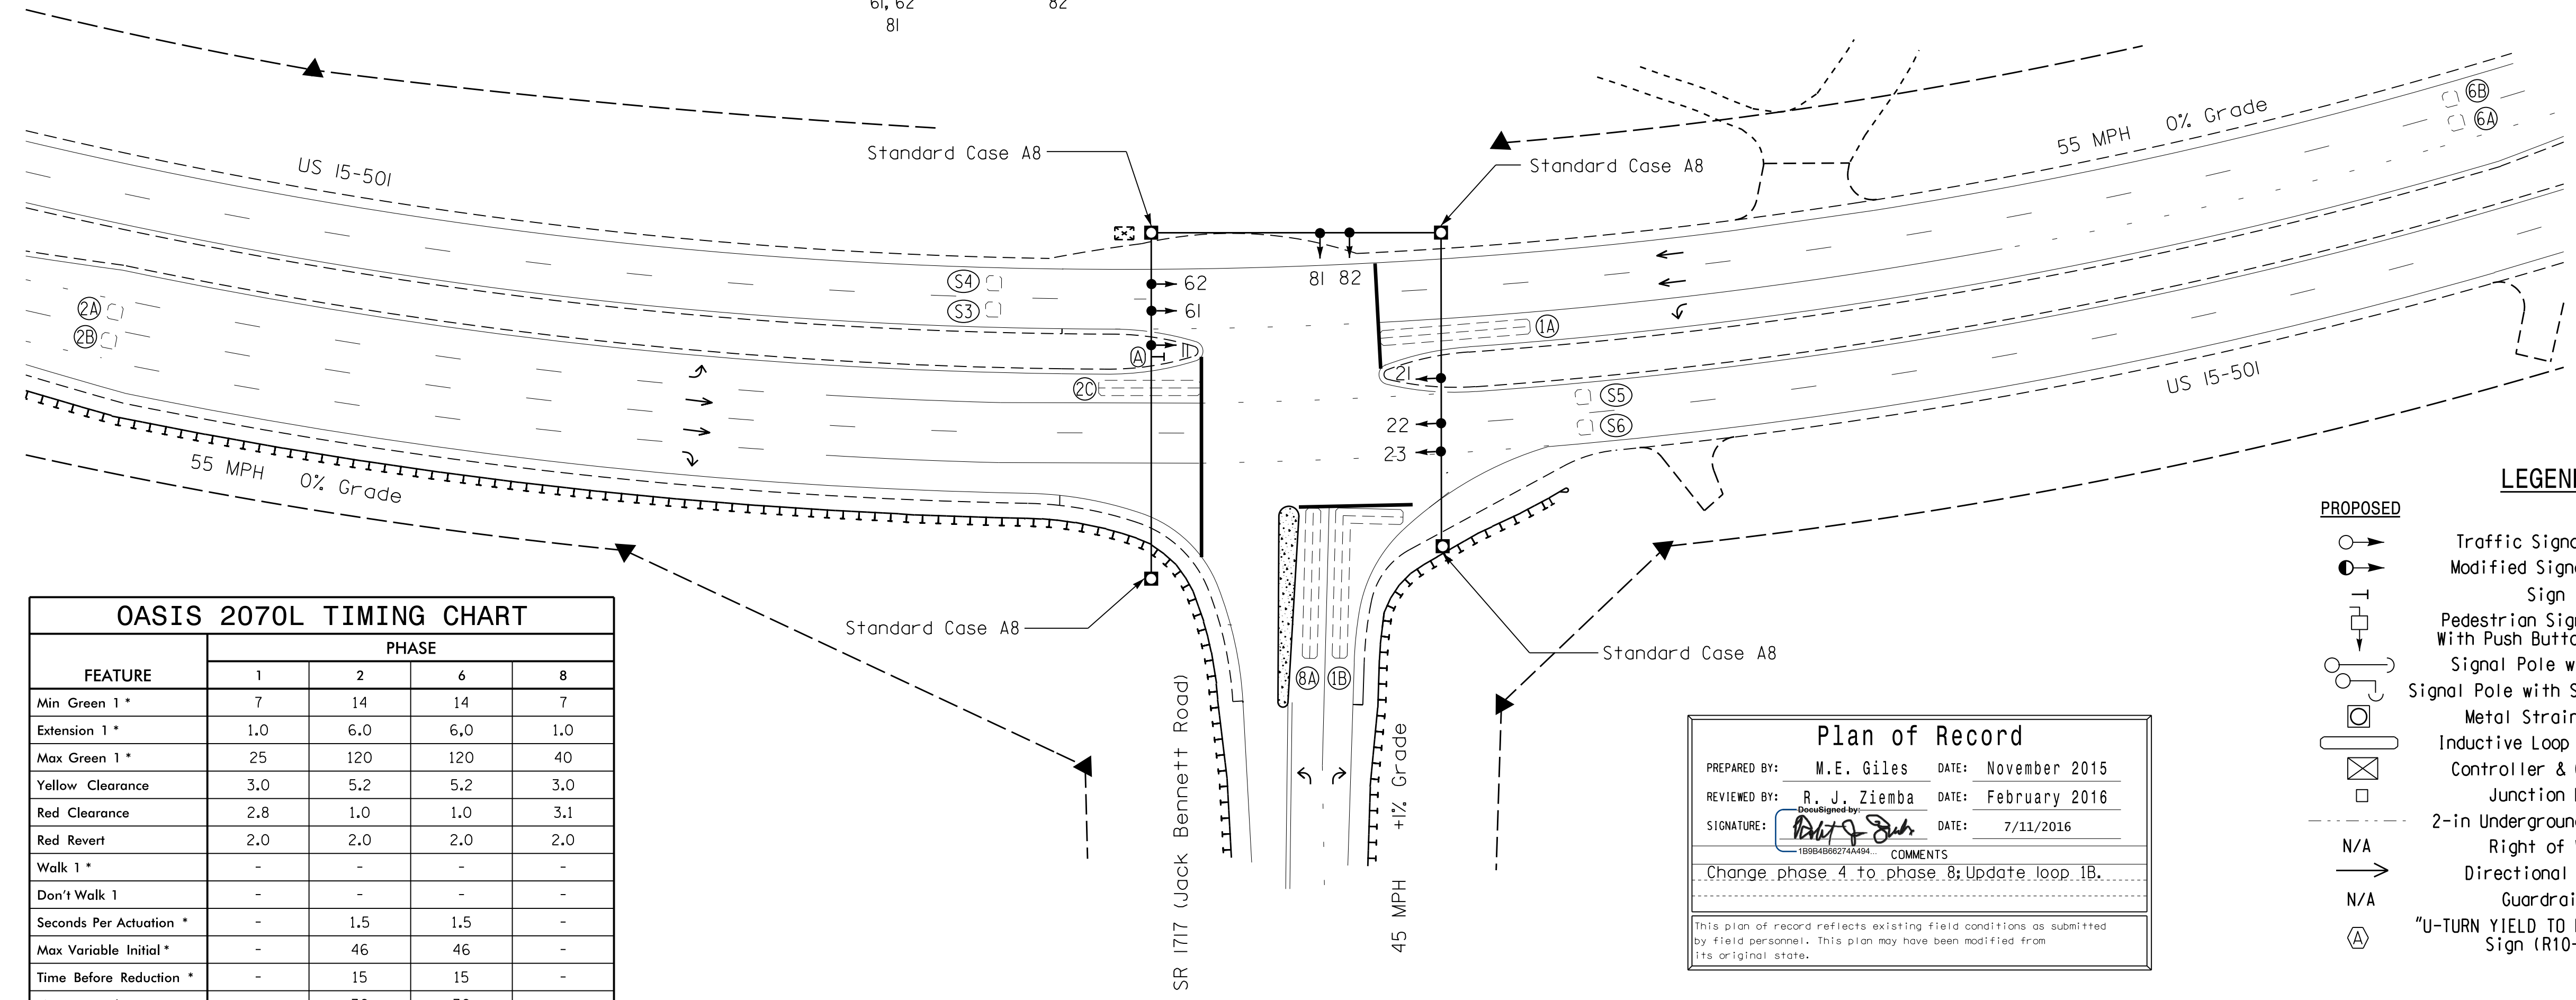 61, 62
82
81
Standard Case A8
Standard Case A8
US 15-501
55 MPH 0% Grade
6B
6A
S4
S3
62
61
81 82
1A
A
11
2A
2B
2C
21
22
23
S5
S6
US 15-501
55 MPH 0% Grade
Standard Case A8
Standard Case A8
8A 1B
SR 1717 (Jack Bennett Road)
45 MPH +1% Grade
OASIS 2070L TIMING CHART
FEATURE
PHASE
1 2 6 8
Min Green 1 * 7 14 14 7
Extension 1 * 1.0 6.0 6.0 1.0
Max Green 1 * 25 120 120 40
Yellow Clearance 3.0 5.2 5.2 3.0
Red Clearance 2.8 1.0 1.0 3.1
Red Revert 2.0 2.0 2.0 2.0
Walk 1 * - - - -
Don't Walk 1 - - - -
Seconds Per Actuation * - 1.5 1.5 -
Max Variable Initial * - 46 46 -
Time Before Reduction * - 15 15 -
Plan of Record
PREPARED BY: M.E. Giles DATE: November 2015
REVIEWED BY: R. J. Ziemba DATE: February 2016
DocuSigned by:
SIGNATURE: DATE: 7/11/2016
1B9B4B66274A494...
COMMENTS
Change phase 4 to phase 8; Update loop 1B.
This plan of record reflects existing field conditions as submitted
by field personnel. This plan may have been modified from
its original state.
LEGEN
PROPOSED
Traffic Signa
Modified Signa
Sign
Pedestrian Sig
With Push Butt
Signal Pole w
Signal Pole with S
Metal Strain
Inductive Loop
Controller &
Junction
2-in Undergroun
N/A Right of
Directional
N/A Guardrai
A "U-TURN YIELD TO
Sign (R10-